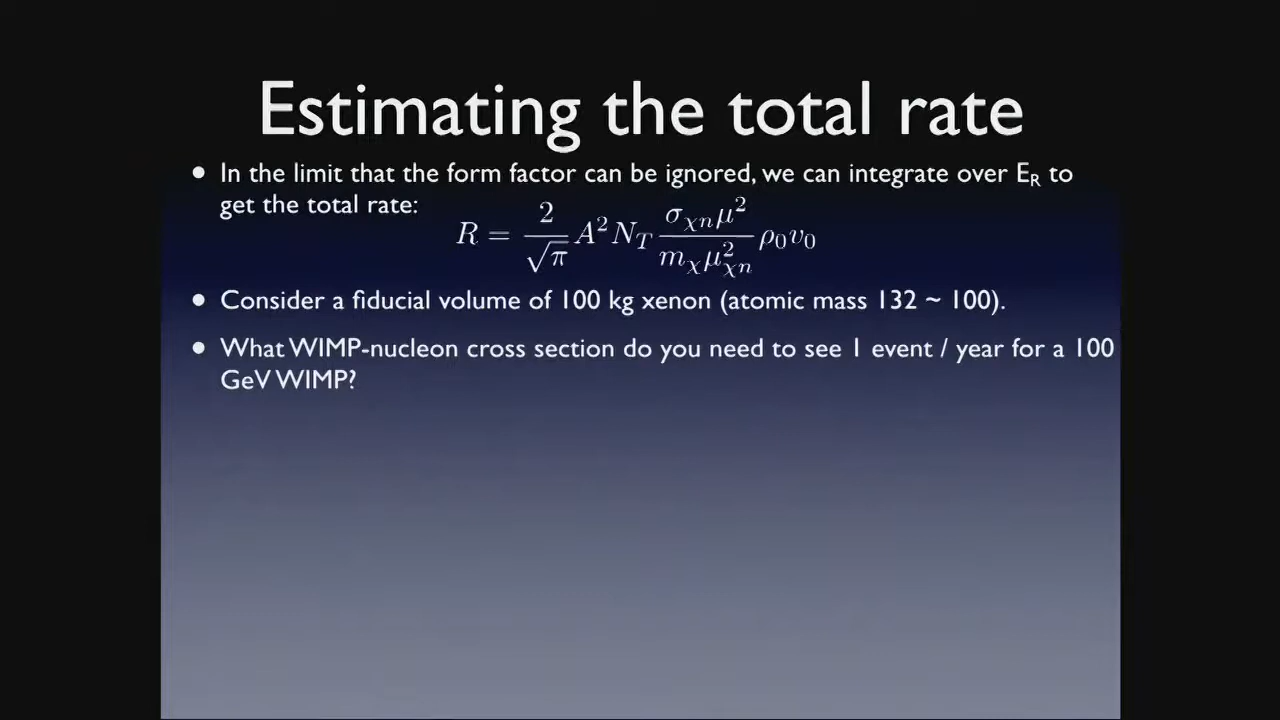 Estimating the total rate
• In the limit that the form factor can be ignored, we can integrate over E_R to
get the total rate:
R = \frac{2}{\sqrt{\pi}} A^2 N_T \frac{\sigma_{\chi n} \mu^2}{m_\chi \mu_{\chi n}^2} \rho_0 v_0
• Consider a fiducial volume of 100 kg xenon (atomic mass 132 ~ 100).
• What WIMP-nucleon cross section do you need to see 1 event / year for a 100
GeV WIMP?